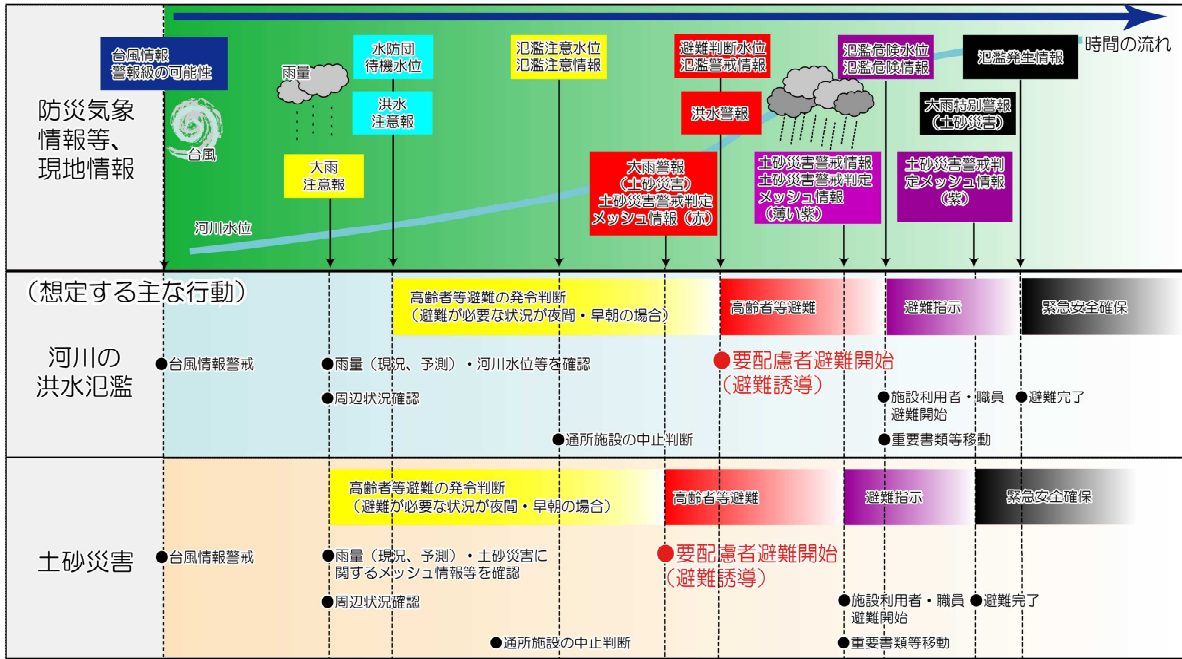 時間の流れ
防災気象
情報等、
現地情報
台風情報
警報級の可能性
台風
雨量
大雨
注意報
水防団
待機水位
洪水
注意報
氾濫注意水位
氾濫注意情報
避難判断水位
氾濫警戒情報
洪水警報
大雨警報
（土砂災害）
土砂災害警戒判定
メッシュ情報（赤）
氾濫危険水位
氾濫危険情報
土砂災害警戒情報
土砂災害警戒判定
メッシュ情報
（薄い紫）
氾濫発生情報
大雨特別警報
（土砂災害）
土砂災害警戒判
定メッシュ情報
（紫）
河川水位
（想定する主な行動）
河川の
洪水氾濫
高齢者等避難の発令判断
（避難が必要な状況が夜間・早朝の場合）
高齢者等避難
避難指示
緊急安全確保
●台風情報警戒
●雨量（現況、予測）・河川水位等を確認
●周辺状況確認
●通所施設の中止判断
●要配慮者避難開始
（避難誘導）
●施設利用者・職員
避難開始
●重要書類等移動
●避難完了
土砂災害
高齢者等避難の発令判断
（避難が必要な状況が夜間・早朝の場合）
高齢者等避難
避難指示
緊急安全確保
●台風情報警戒
●雨量（現況、予測）・土砂災害に
関するメッシュ情報等を確認
●周辺状況確認
●通所施設の中止判断
●要配慮者避難開始
（避難誘導）
●施設利用者・職員
避難開始
●重要書類等移動
●避難完了